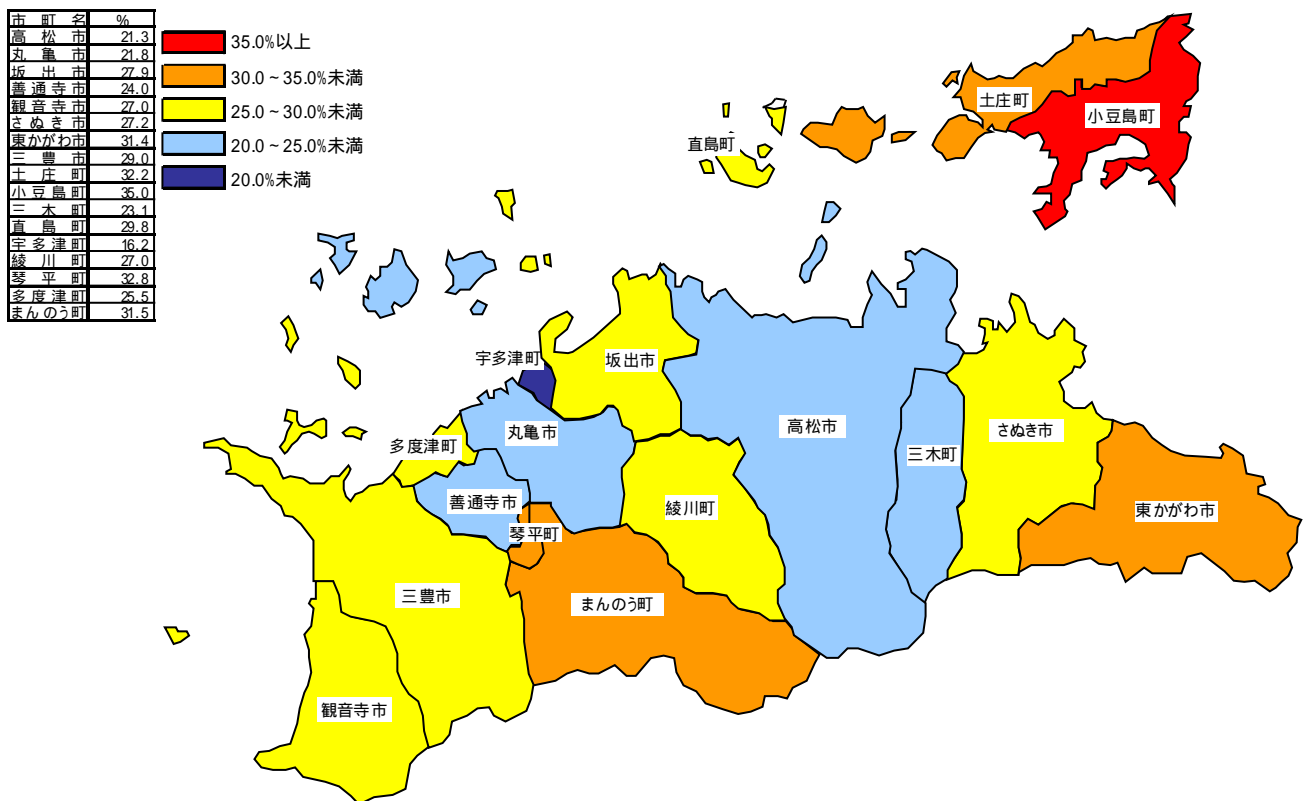 市町名 %
高松市 21.3
丸亀市 21.8
坂出市 27.9
善通寺市 24.0
観音寺市 27.0
さぬき市 27.2
東かがわ市 31.4
三豊市 29.0
土庄町 32.2
小豆島町 35.0
三木町 23.1
直島町 29.8
宇多津町 16.2
綾川町 27.0
琴平町 32.8
多度津町 25.5
まんのう町 31.5
35.0%以上
30.0~35.0%未満
25.0~30.0%未満
20.0~25.0%未満
20.0%未満
土庄町
小豆島町
直島町
宇多津町
坂出市
高松市
さぬき市
丸亀市
多度津町
三木町
善通寺市
綾川町
東かがわ市
琴平町
三豊市
まんのう町
観音寺市